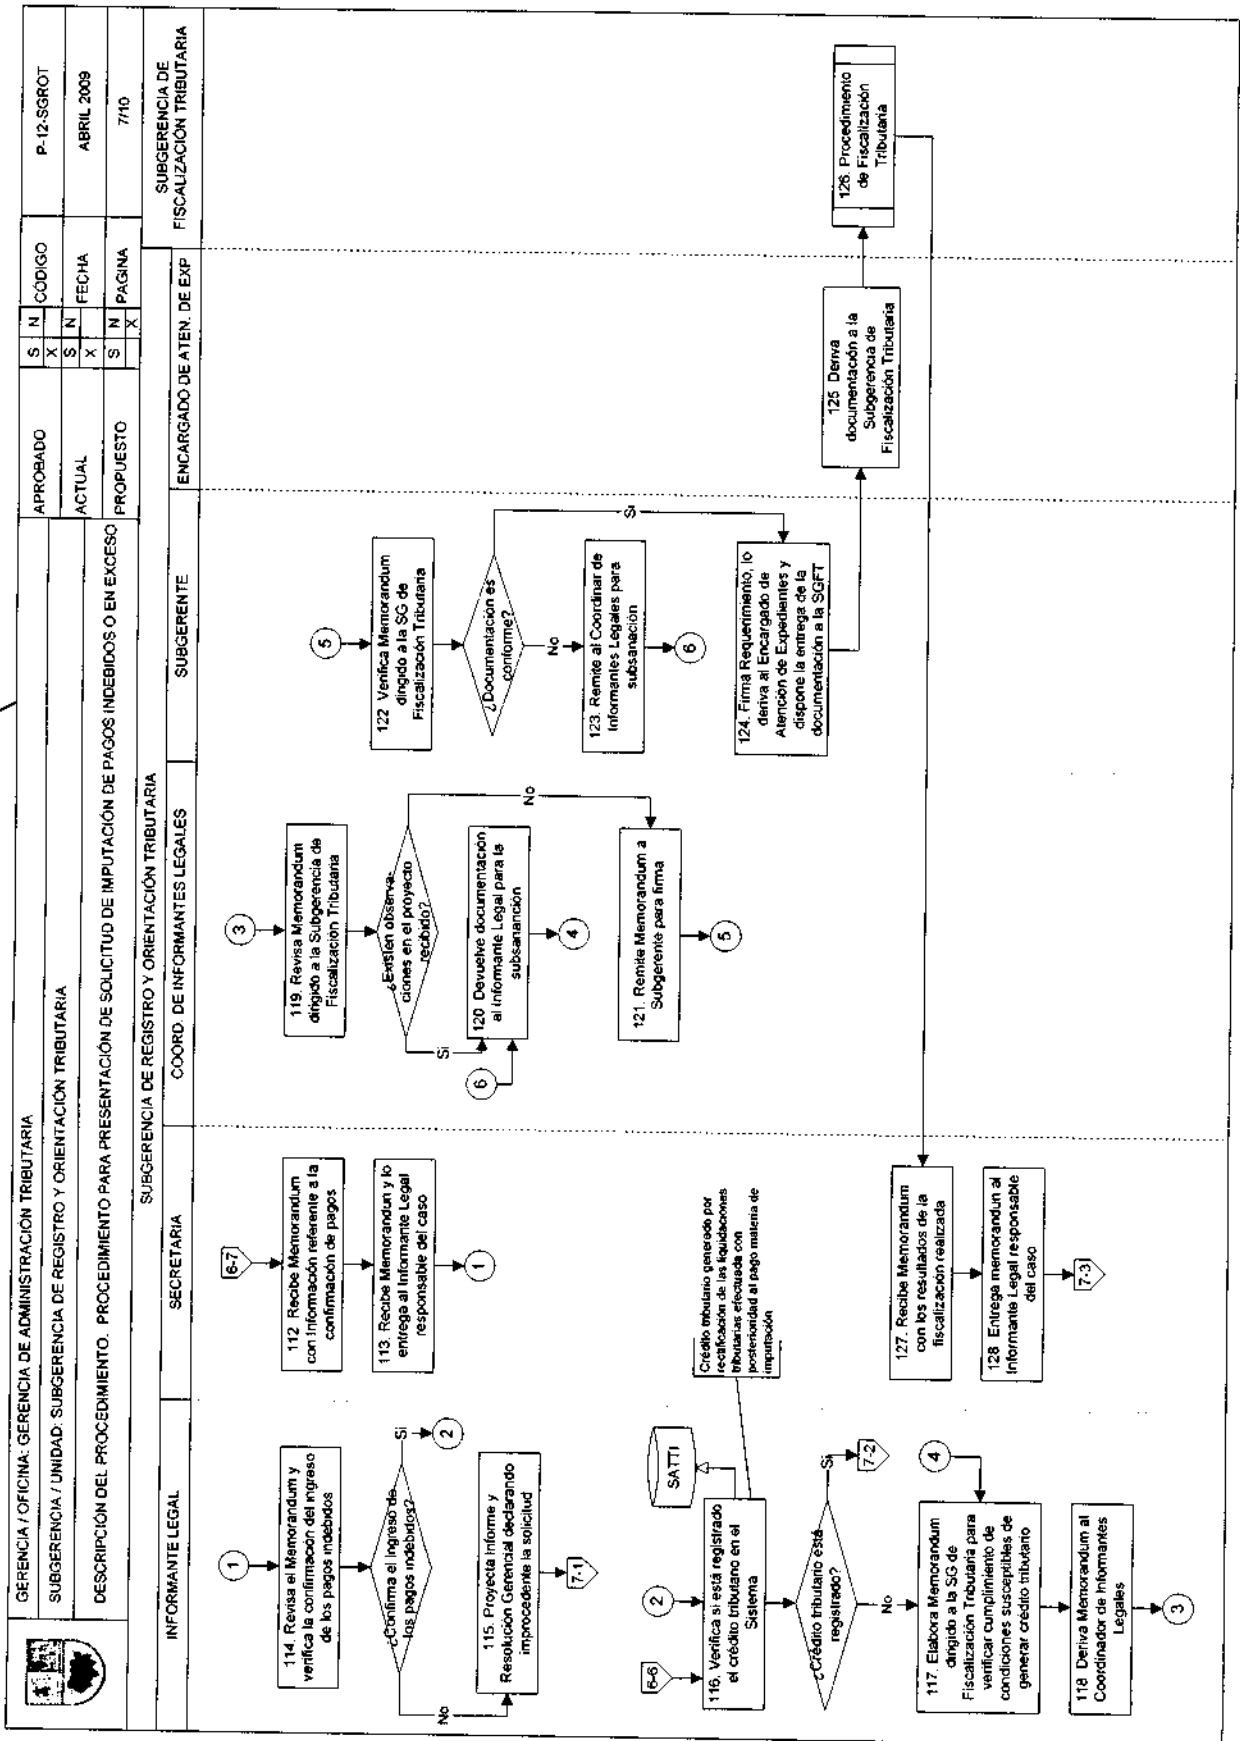 GERENCIA / OFICINA: GERENCIA DE ADMINISTRACIÓN TRIBUTARIA
APROBADO
S
N
X
CÓDIGO
P-12-SGROT
SUBGERENCIA / UNIDAD: SUBGERENCIA DE REGISTRO Y ORIENTACIÓN TRIBUTARIA
ACTUAL
S
N
X
FECHA
ABRIL 2009
DESCRIPCIÓN DEL PROCEDIMIENTO. PROCEDIMIENTO PARA PRESENTACIÓN DE SOLICITUD DE IMPUTACIÓN DE PAGOS INDEBIDOS O EN EXCESO
PROPUESTO
S
N
X
PAGINA
7/10
SUBGERENCIA DE REGISTRO Y ORIENTACIÓN TRIBUTARIA
SUBGERENCIA DE
FISCALIZACIÓN TRIBUTARIA
INFORMANTE LEGAL
SECRETARIA
COORD. DE INFORMANTES LEGALES
SUBGERENTE
ENCARGADO DE ATEN. DE EXP
1
114. Revisa el Memorandum y
verifica la confirmación del ingreso
de los pagos indebidos
¿Confirma el ingreso de
los pagos indebidos?
Si
2
No
115. Proyecta Informe y
Resolución Gerencial declarando
improcedente la solicitud
7-1
6-6
2
116. Verifica si está registrado
el crédito tributario en el
Sistema
SATTI
Crédito tributario generado por
rectificación de las liquidaciones
tributarias efectuada con
posterioridad al pago materia de
imputación
¿Crédito tributario está
registrado?
Si
7-2
No
4
117. Elabora Memorandum
dirigido a la SG de
Fiscalización Tributaria para
verificar cumplimiento de
condiciones susceptibles de
generar crédito tributario
118 Deriva Memorandum al
Coordinador de Informantes
Legales
3
6-7
112 Recibe Memorandum
con Información referente a la
confirmación de pagos
113. Recibe Memorandun y lo
entrega al Informante Legal
responsable del caso
1
127. Recibe Memorandum
con los resultados de la
fiscalización realizada
128 Entrega memorandun al
Informante Legal responsable
del caso
7-3
3
119. Revisa Memorandum
dirigido a la Subgerencia de
Fiscalización Tributaria
¿Existen observa-
ciones en el proyecto
recibido?
Si
No
6
120 Devuelve documentación
al Informante Legal para la
subsananción
4
121. Remite Memorandum a
Subgerente para firma
5
5
122 Verifica Memorandum
dirigido a la SG de
Fiscalización Tributaria
¿Documentación es
conforme?
Si
No
123. Remite al Coordinar de
Informantes Legales para
subsanación
6
124. Firma Requerimiento, lo
deriva al Encargado de
Atención de Expedientes y
dispone la entrega de la
documentación a la SGFT
125 Deriva
documentación a la
Subgerencia de
Fiscalización Tributaria
126. Procedimiento
de Fiscalización
Tributaria